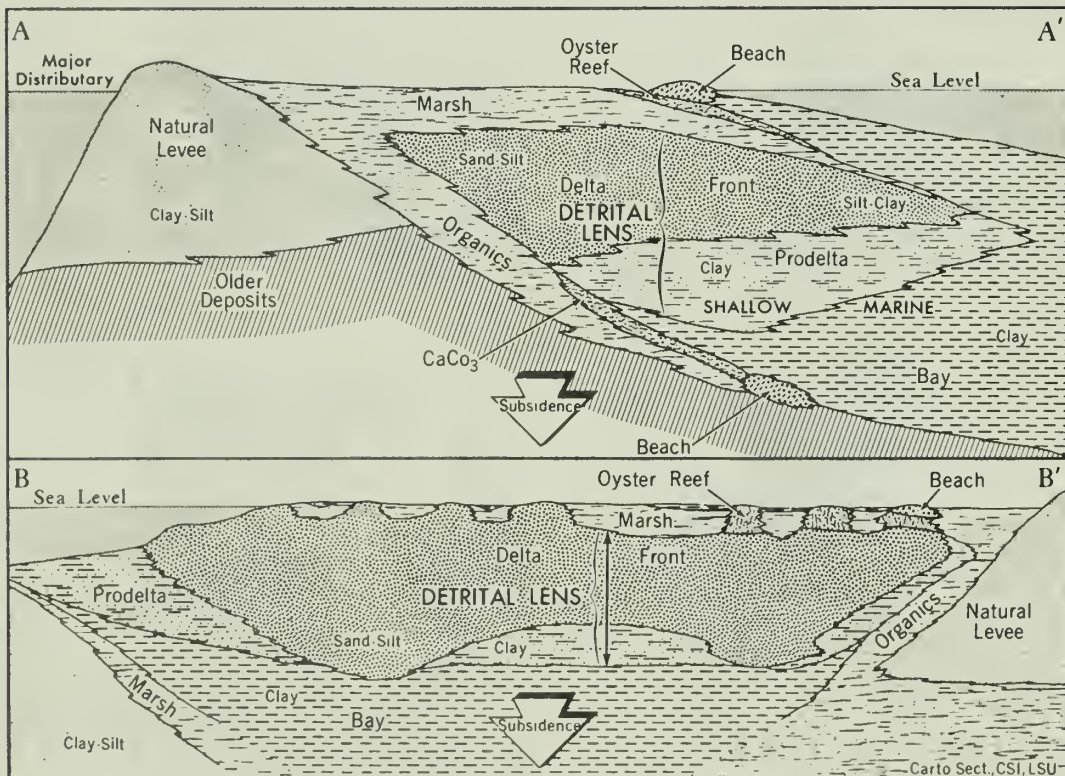 A
A'
Major
Distributary
Oyster
Reef
Beach
Sea Level
Marsh
Natural
Levee
Sand-Silt
Delta
Front
DETRITAL
LENS
Silt-Clay
Clay-Silt
Organics
Clay
Prodelta
Older
Deposits
SHALLOW
MARINE
Clay
CaCo3
Bay
Subsidence
Beach
B
B'
Sea Level
Oyster Reef
Beach
Marsh
Delta
Front
Prodelta
DETRITAL LENS
Organics
Natural
Levee
Sand-Silt
Clay
Marsh
Clay
Bay
Subsidence
Clay-Silt
Carto Sect., CSI, LSU